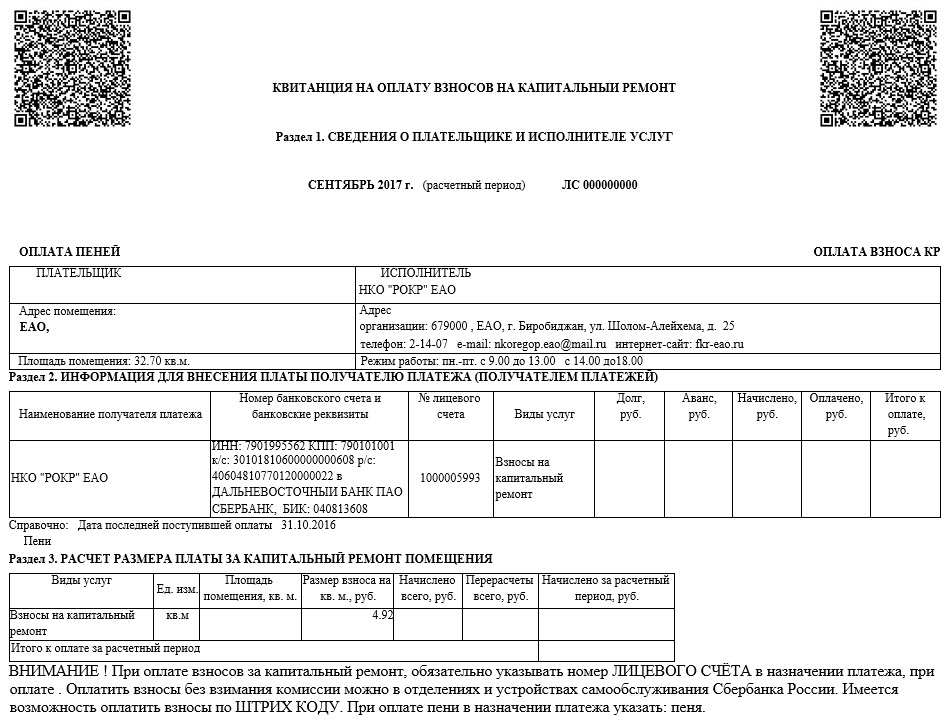 КВИТАНЦИЯ НА ОПЛАТУ ВЗНОСОВ НА КАПИТАЛЬНЫИ РЕМОНТ
Раздел 1. СВЕДЕНИЯ О ПЛАТЕЛЬЩИКЕ И ИСПОЛНИТЕЛЕ УСЛУГ
СЕНТЯБРЬ 2017 г. (расчетный период) ЛС 000000000
ОПЛАТА ПЕНЕЙ ОПЛАТА ВЗНОСА КР
ПЛАТЕЛЬЩИК
ИСПОЛНИТЕЛЬ
НКО "РОКР" ЕАО
Адрес помещения:
ЕАО,
Адрес
организации: 679000 , ЕАО, г. Биробиджан, ул. Шолом-Алейхема, д. 25
телефон: 2-14-07 e-mail: nkoregop.eao@mail.ru интернет-сайт: fkr-eao.ru
Площадь помещения: 32.70 кв.м.
Режим работы: пн.-пт. с 9.00 до 13.00 с 14.00 до18.00
Раздел 2. ИНФОРМАЦИЯ ДЛЯ ВНЕСЕНИЯ ПЛАТЫ ПОЛУЧАТЕЛЮ ПЛАТЕЖА (ПОЛУЧАТЕЛЕМ ПЛАТЕЖЕЙ)
Наименование получателя платежа
Номер банковского счета и
банковские реквизиты
№ лицевого
счета
Виды услуг
Долг,
руб.
Аванс,
руб.
Начислено,
руб.
Оплачено,
руб.
Итого к
оплате,
руб.
НКО "РОКР" ЕАО
ИНН: 7901995562 КПП: 790101001
к/с: 30101810600000000608 р/с:
40604810770120000022 в
ДАЛЬНЕВОСТОЧНЫИ БАНК ПАО
СБЕРБАНК, БИК: 040813608
1000005993
Взносы на
капитальный
ремонт
Справочно: Дата последней поступившей оплаты 31.10.2016
Пени
Раздел 3. РАСЧЕТ РАЗМЕРА ПЛАТЫ ЗА КАПИТАЛЬНЫЙ РЕМОНТ ПОМЕЩЕНИЯ
Виды услуг
Ед. изм.
Площадь
помещения, кв. м.
Размер взноса на
кв. м., руб.
Начислено
всего, руб.
Перерасчеты
всего, руб.
Начислено за расчетный
период, руб.
Взносы на капитальный
ремонт
кв.м
4.92
Итого к оплате за расчетный период
ВНИМАНИЕ ! При оплате взносов за капитальный ремонт, обязательно указывать номер ЛИЦЕВОГО СЧЁТА в назначении платежа, при
оплате . Оплатить взносы без взимания комиссии можно в отделениях и устройствах самообслуживания Сбербанка России. Имеется
возможность оплатить взносы по ШТРИХ КОДУ. При оплате пени в назначении платежа указать: пеня.